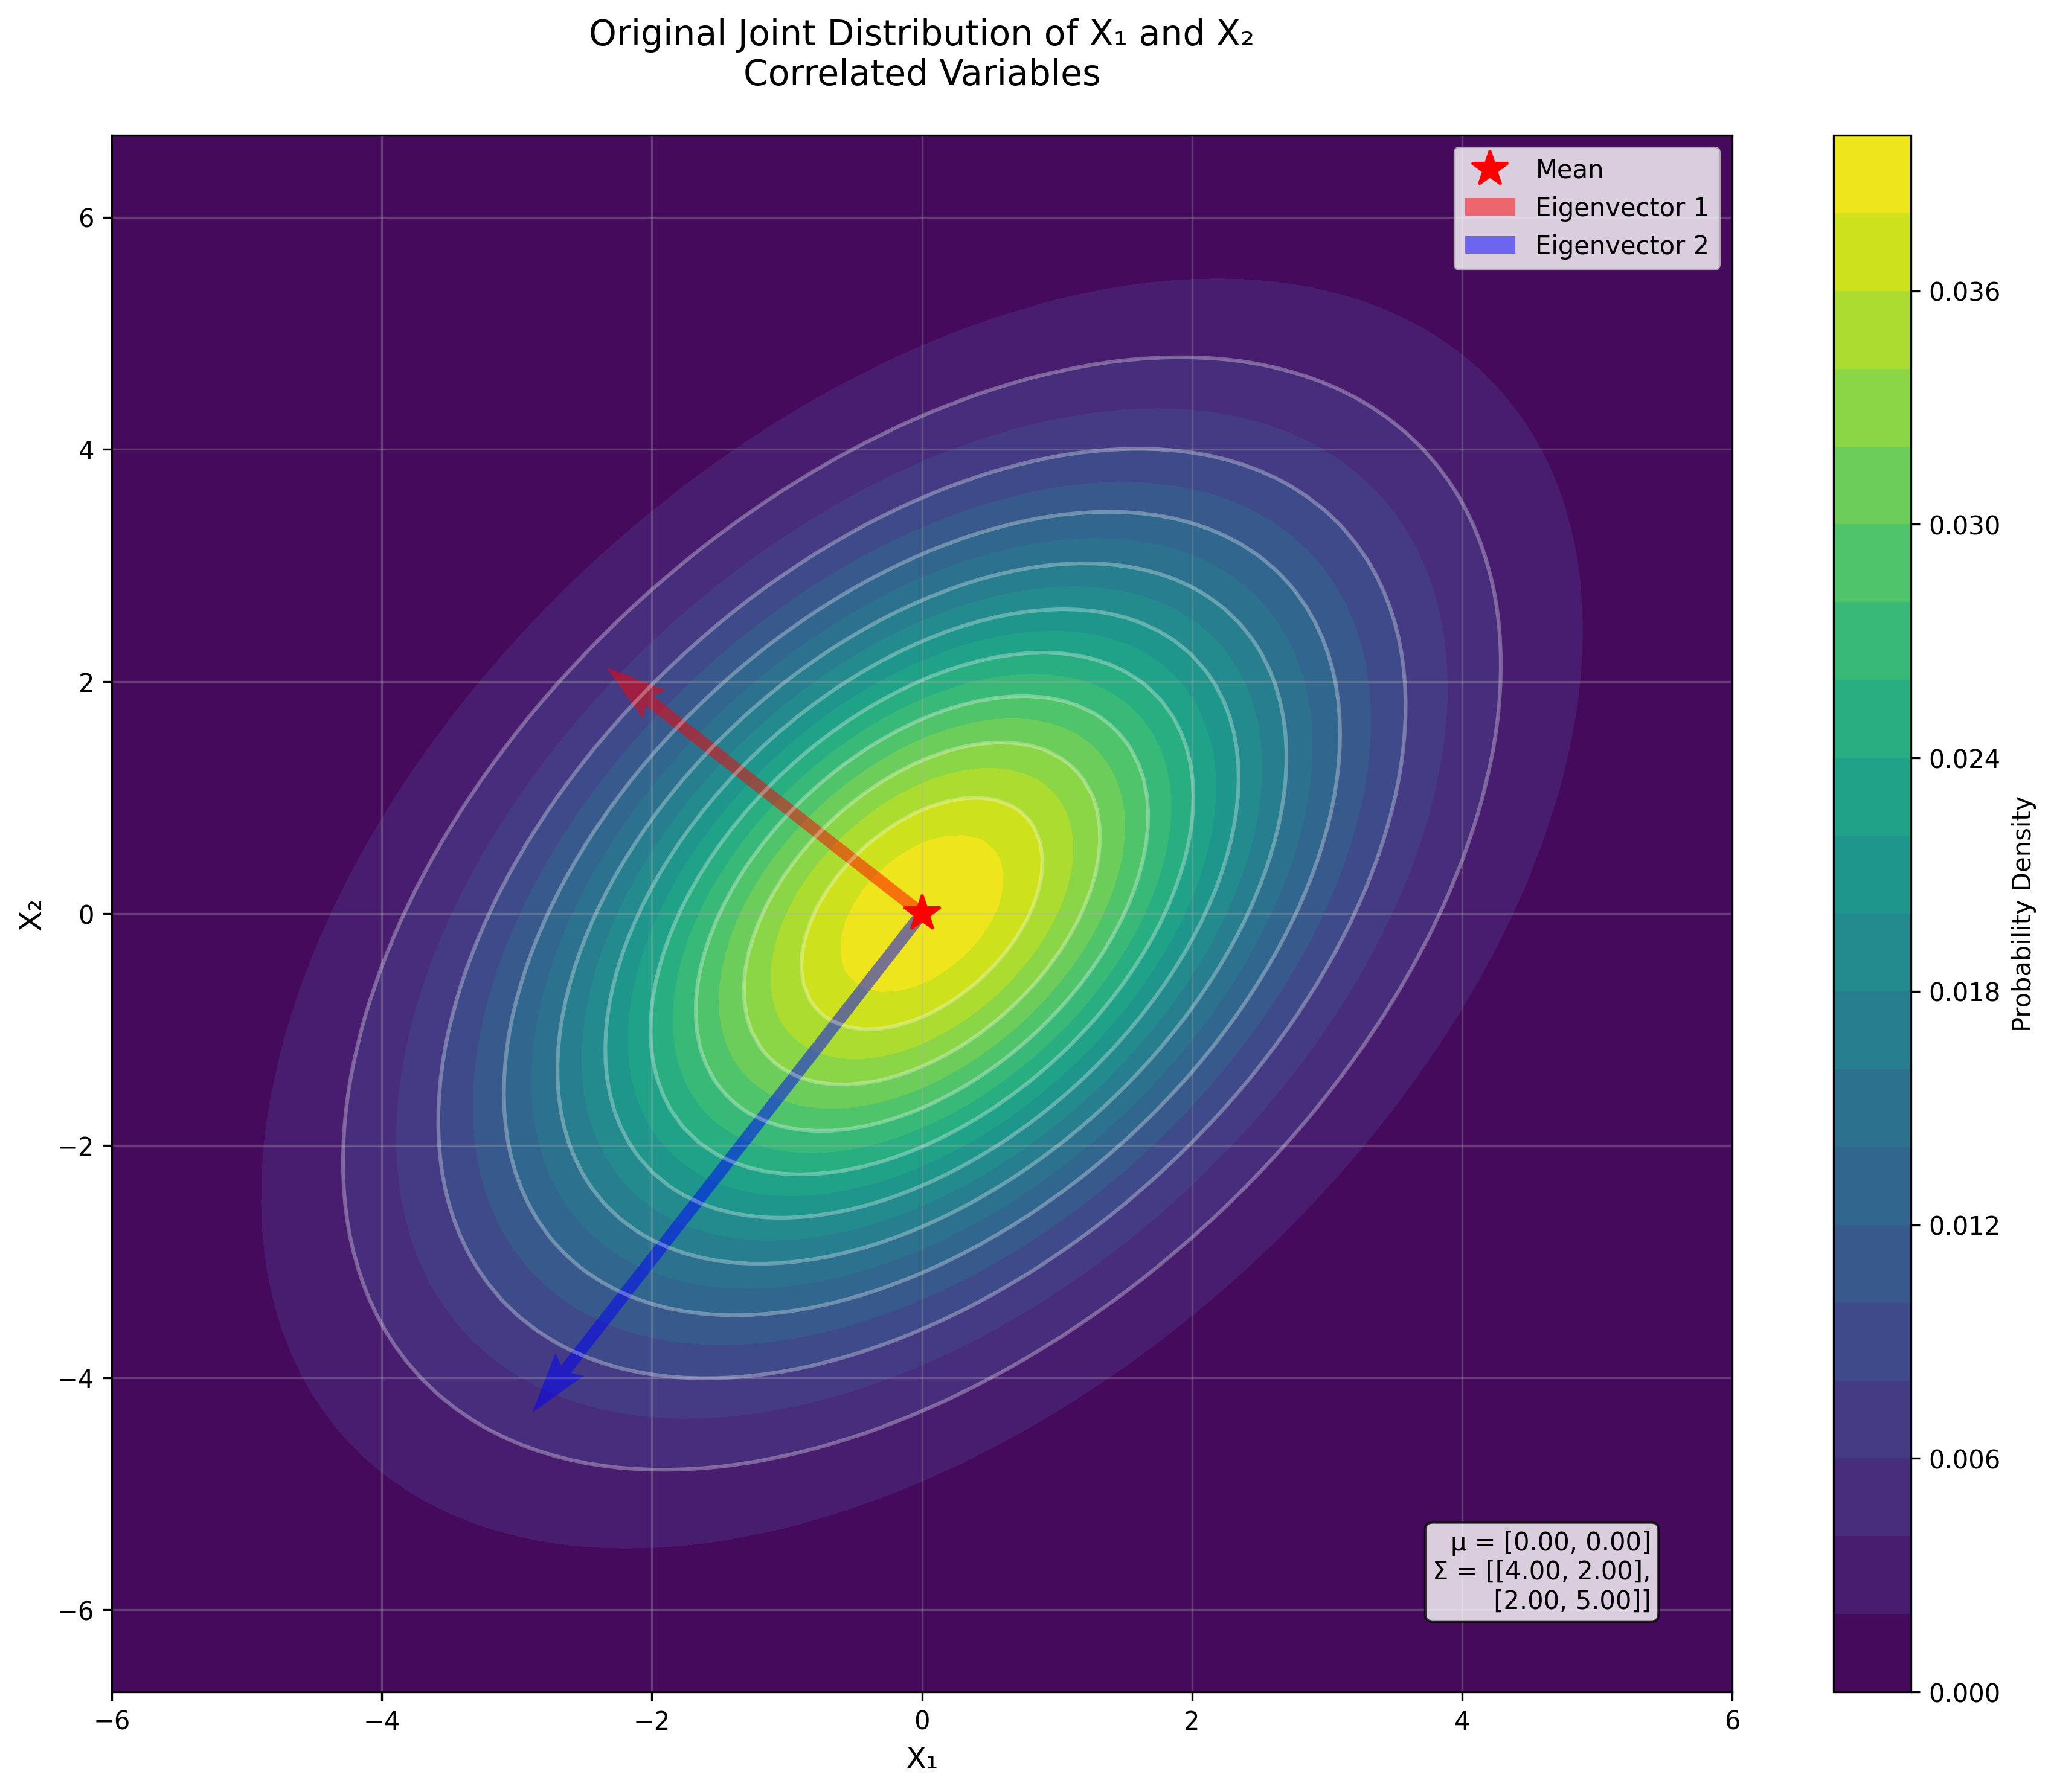 Original Joint Distribution of X₁ and X₂
Correlated Variables
Mean
Eigenvector 1
Eigenvector 2
6
4
2
0
−2
−4
−6
X₂
μ = [0.00, 0.00]
Σ = [[4.00, 2.00],
[2.00, 5.00]]
−6
−4
−2
0
2
4
6
X₁
0.036
0.030
0.024
0.018
0.012
0.006
0.000
Probability Density